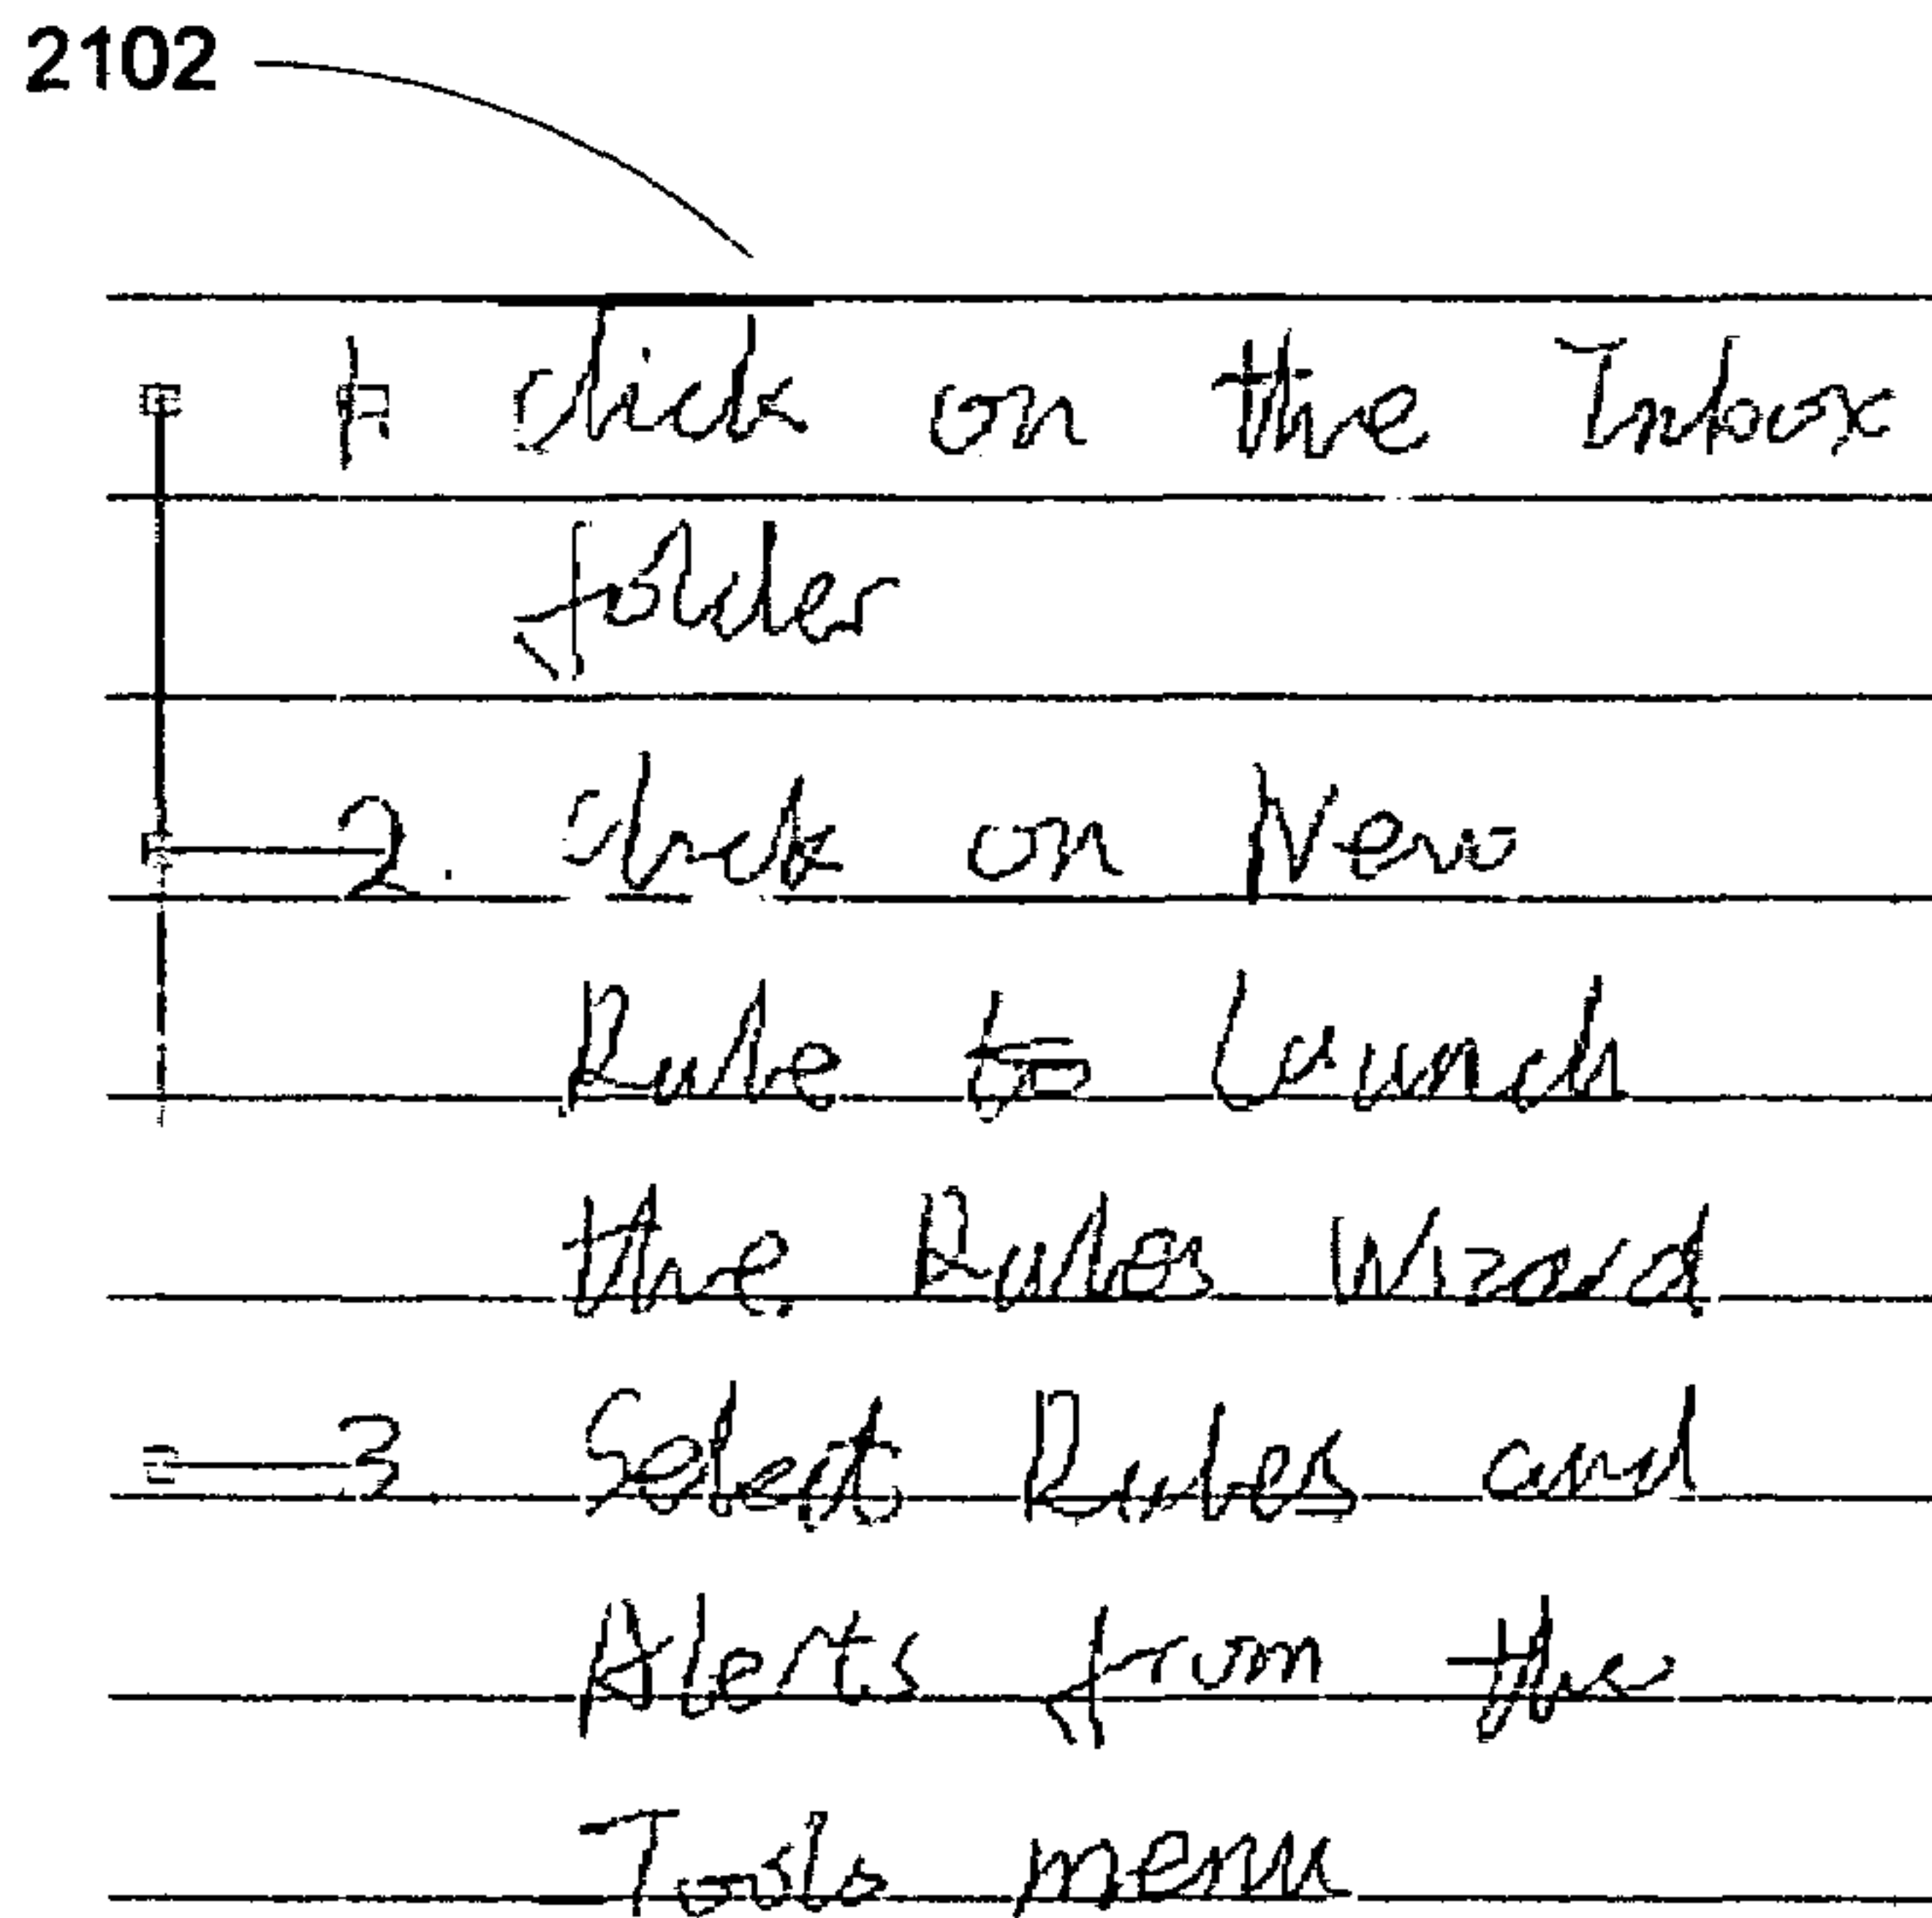 2102
1. Click on the Inbox
folder
2. Click on New
Rule to launch
the Rules Wizard
3. Select Rules and
Alerts from the
Tools menu